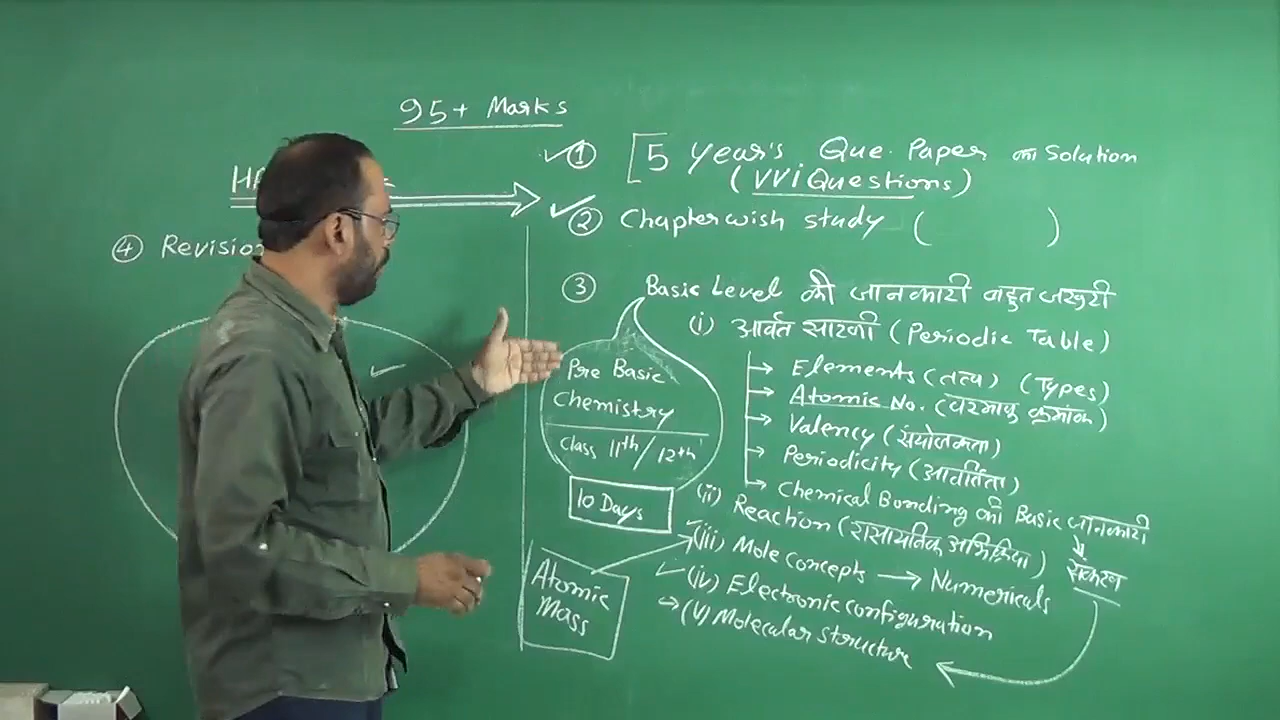 95+ Marks
① [5 Year's Que. Paper का Solution
(VVi Questions)
② Chapterwish study (          )
④ Revision
③ Basic Level की जानकारी बहुत जरुरी
(i) आर्वत सारणी (Periodic Table)
→ Elements (तत्व) (Types)
→ Atomic No. (परमाणु क्रमांक)
→ Valency (संयोजकता)
→ Periodicity (आवर्तिता)
→ Chemical Bonding की Basic जानकारी
संकरण
(ii) Reaction (रासायनिक अभिक्रिया)
(iii) Mole concepts → Numericals
(iv) Electronic configuration
(v) Molecular structure
Pre Basic
Chemistry
Class 11th / 12th
10 Days
Atomic
Mass